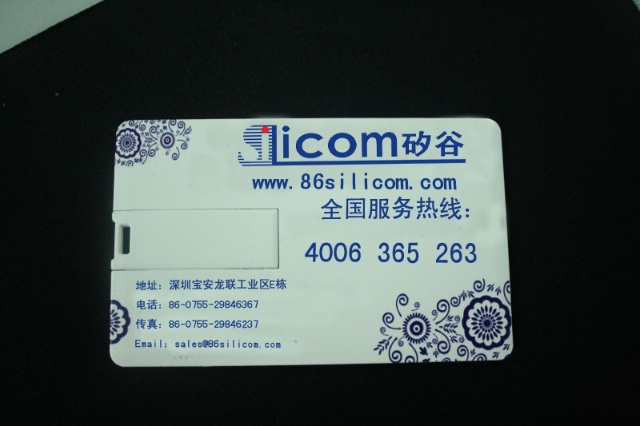 Silicom矽谷
www.86silicom.com
全国服务热线:
4006 365 263
地址: 深圳宝安龙联工业区E栋
电话: 86-0755-29846367
传真: 86-0755-29846237
Email: sales@86silicom.com